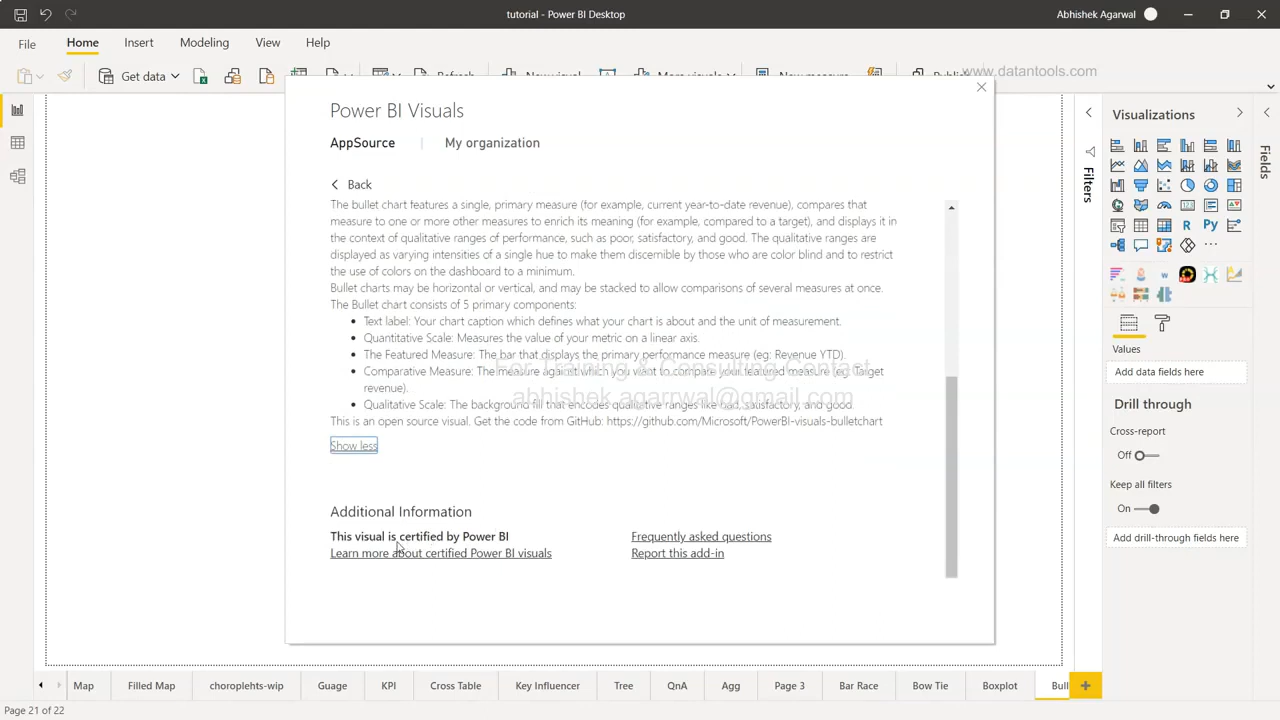 tutorial - Power BI Desktop
Abhishek Agarwal
File
Home
Insert
Modeling
View
Help
Get data
Refresh
New visual
More visuals
New measure
Publish
www.datantools.com
Power BI Visuals
AppSource
My organization
Back
The bullet chart features a single, primary measure (for example, current year-to-date revenue), compares that
measure to one or more other measures to enrich its meaning (for example, compared to a target), and displays it in
the context of qualitative ranges of performance, such as poor, satisfactory, and good. The qualitative ranges are
displayed as varying intensities of a single hue to make them discernible by those who are color blind and to restrict
the use of colors on the dashboard to a minimum.
Bullet charts may be horizontal or vertical, and may be stacked to allow comparisons of several measures at once.
The Bullet chart consists of 5 primary components:
Text label: Your chart caption which defines what your chart is about and the unit of measurement.
Quantitative Scale: Measures the value of your metric on a linear axis.
The Featured Measure: The bar that displays the primary performance measure (eg: Revenue YTD).
Comparative Measure: The measure against which you want to compare your featured measure (eg: Target
revenue).
Qualitative Scale: The background fill that encodes qualitative ranges like bad, satisfactory, and good.
This is an open source visual. Get the code from GitHub: https://github.com/Microsoft/PowerBI-visuals-bulletchart
For Training & Consulting Contact
abhishek.agarrwal@gmail.com
Show less
Additional Information
This visual is certified by Power BI
Learn more about certified Power BI visuals
Frequently asked questions
Report this add-in
Filters
Visualizations
Fields
R
Py
Values
Add data fields here
Drill through
Cross-report
Off
Keep all filters
On
Add drill-through fields here
Map
Filled Map
choroplehts-wip
Guage
KPI
Cross Table
Key Influencer
Tree
QnA
Agg
Page 3
Bar Race
Bow Tie
Boxplot
Bull
Page 21 of 22